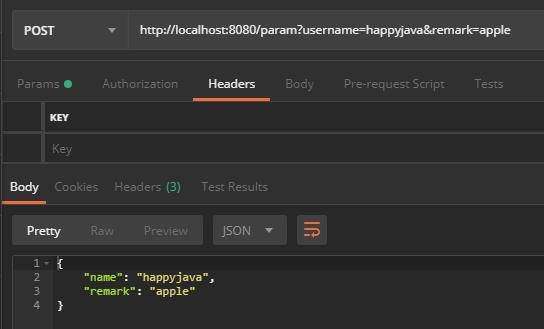 POST http://localhost:8080/param?username=happyjava&remark=apple
Params Authorization Headers Body Pre-request Script Tests
KEY
Key
Body Cookies Headers (3) Test Results
Pretty Raw Preview JSON
1 {
2 "name": "happyjava",
3 "remark": "apple"
4 }